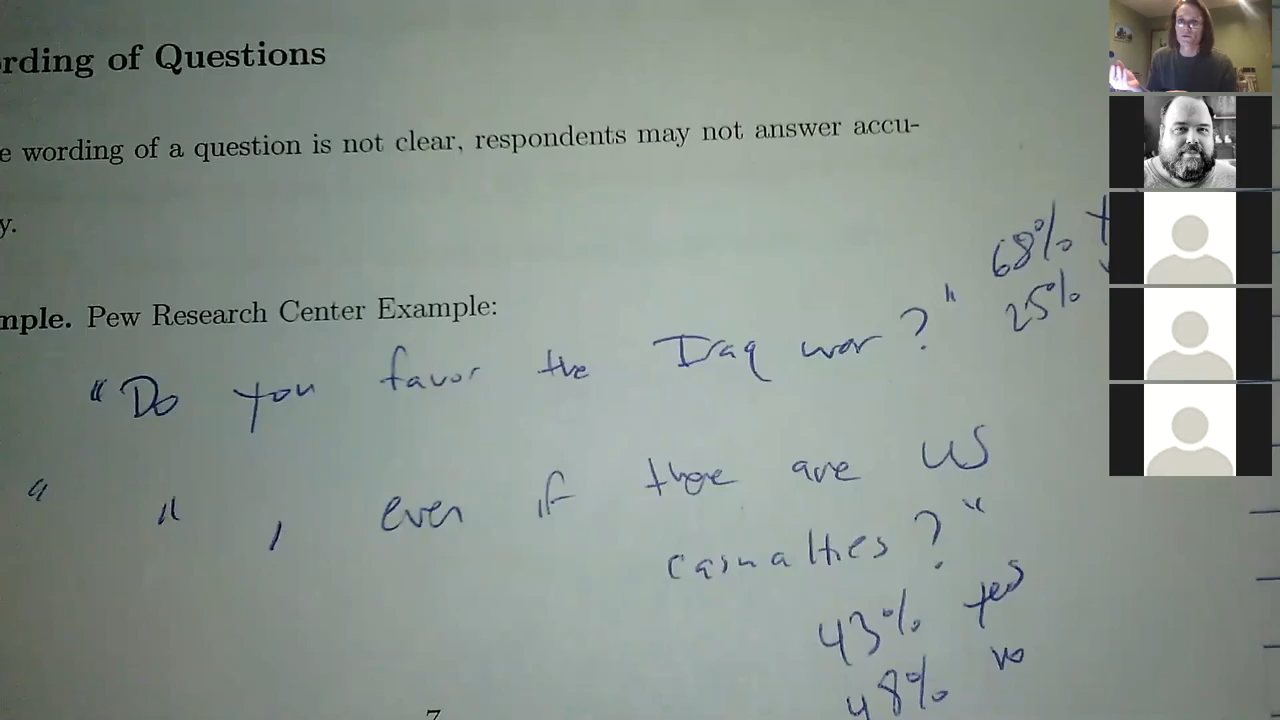 rding of Questions
e wording of a question is not clear, respondents may not answer accu-
y.
mple. Pew Research Center Example:
68%
25%
"Do you favor the Iraq war?"
" ", even if there are US
casualties?"
43% yes
48% no
7